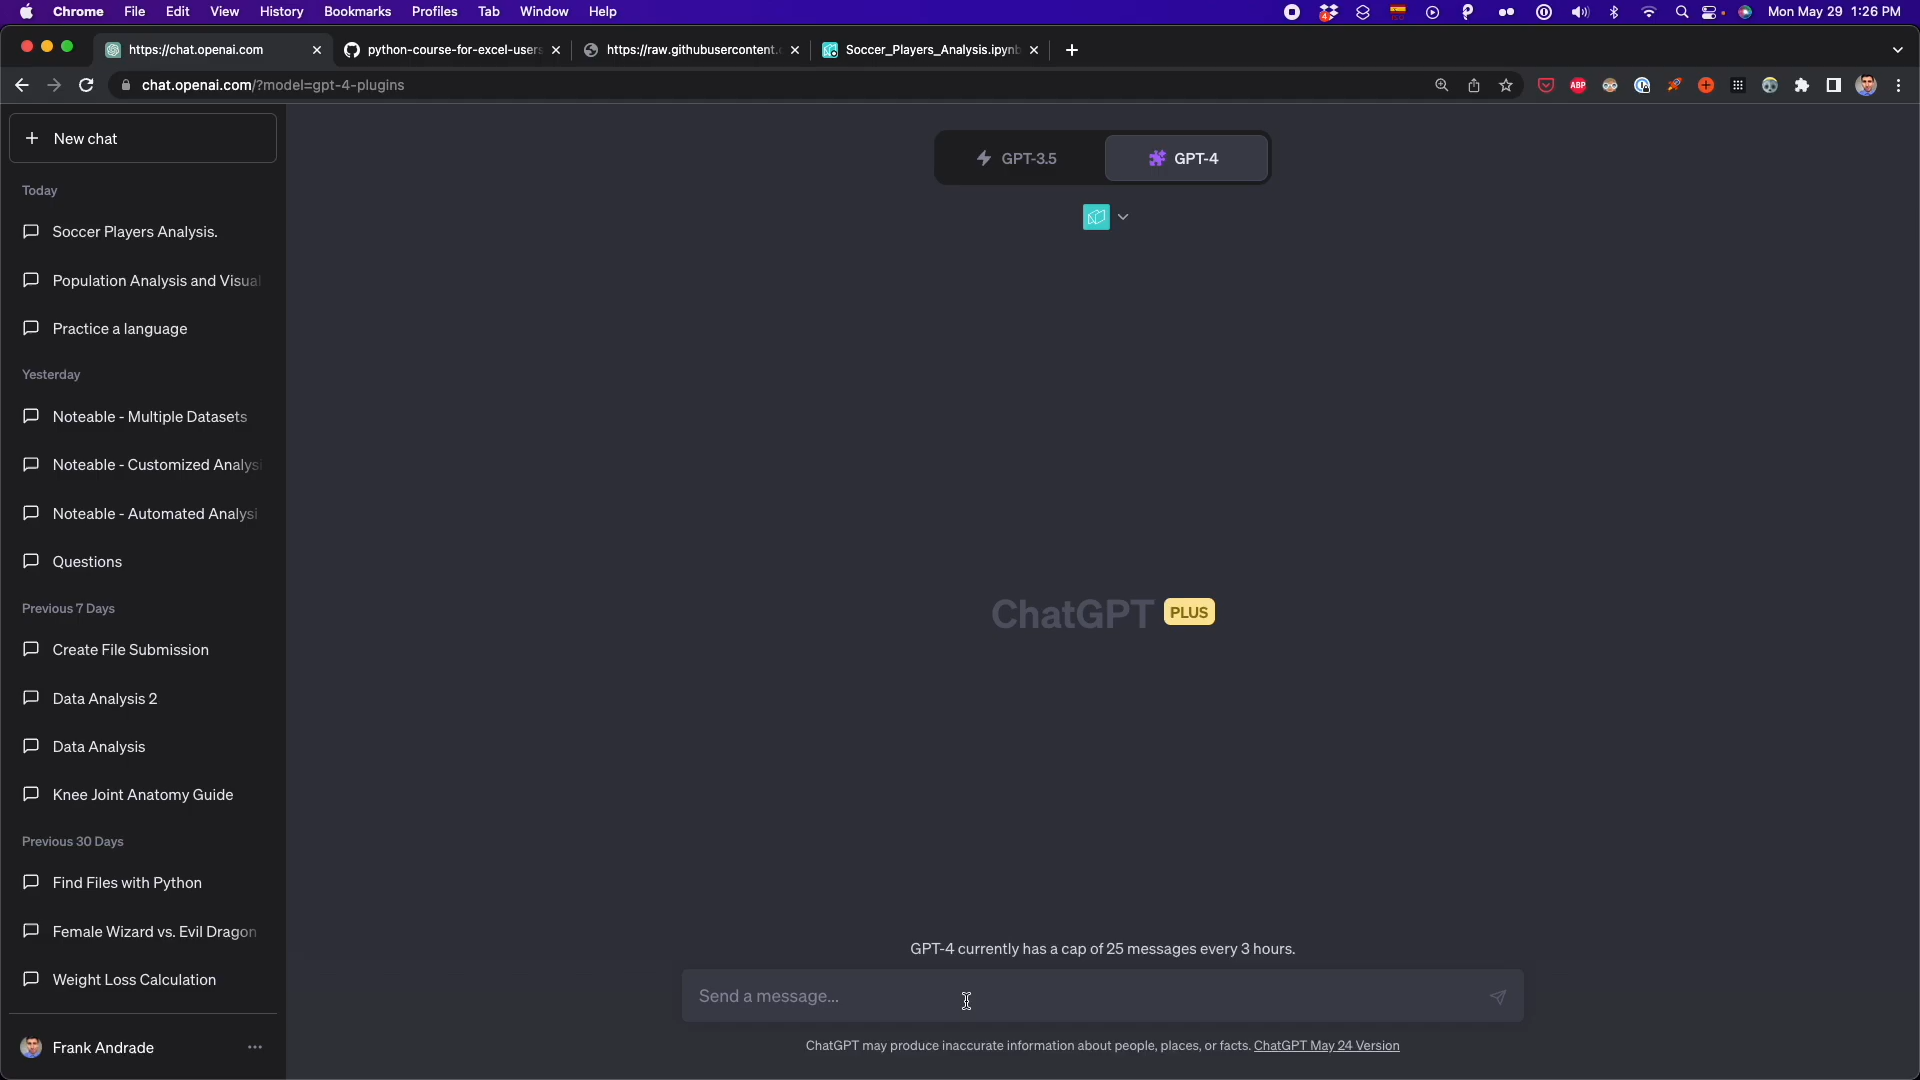 Chrome File Edit View History Bookmarks Profiles Tab Window Help Mon May 29 1:26 PM
https://chat.openai.com python-course-for-excel-users https://raw.githubusercontent. Soccer_Players_Analysis.ipynb
chat.openai.com/?model=gpt-4-plugins ABP
New chat
GPT-3.5 GPT-4
Today
Soccer Players Analysis.
Population Analysis and Visual
Practice a language
Yesterday
Noteable - Multiple Datasets
Noteable - Customized Analysi
Noteable - Automated Analysi
Questions
ChatGPT PLUS
Previous 7 Days
Create File Submission
Data Analysis 2
Data Analysis
Knee Joint Anatomy Guide
Previous 30 Days
Find Files with Python
Female Wizard vs. Evil Dragon
Weight Loss Calculation
GPT-4 currently has a cap of 25 messages every 3 hours.
Send a message...
Frank Andrade
ChatGPT may produce inaccurate information about people, places, or facts. ChatGPT May 24 Version